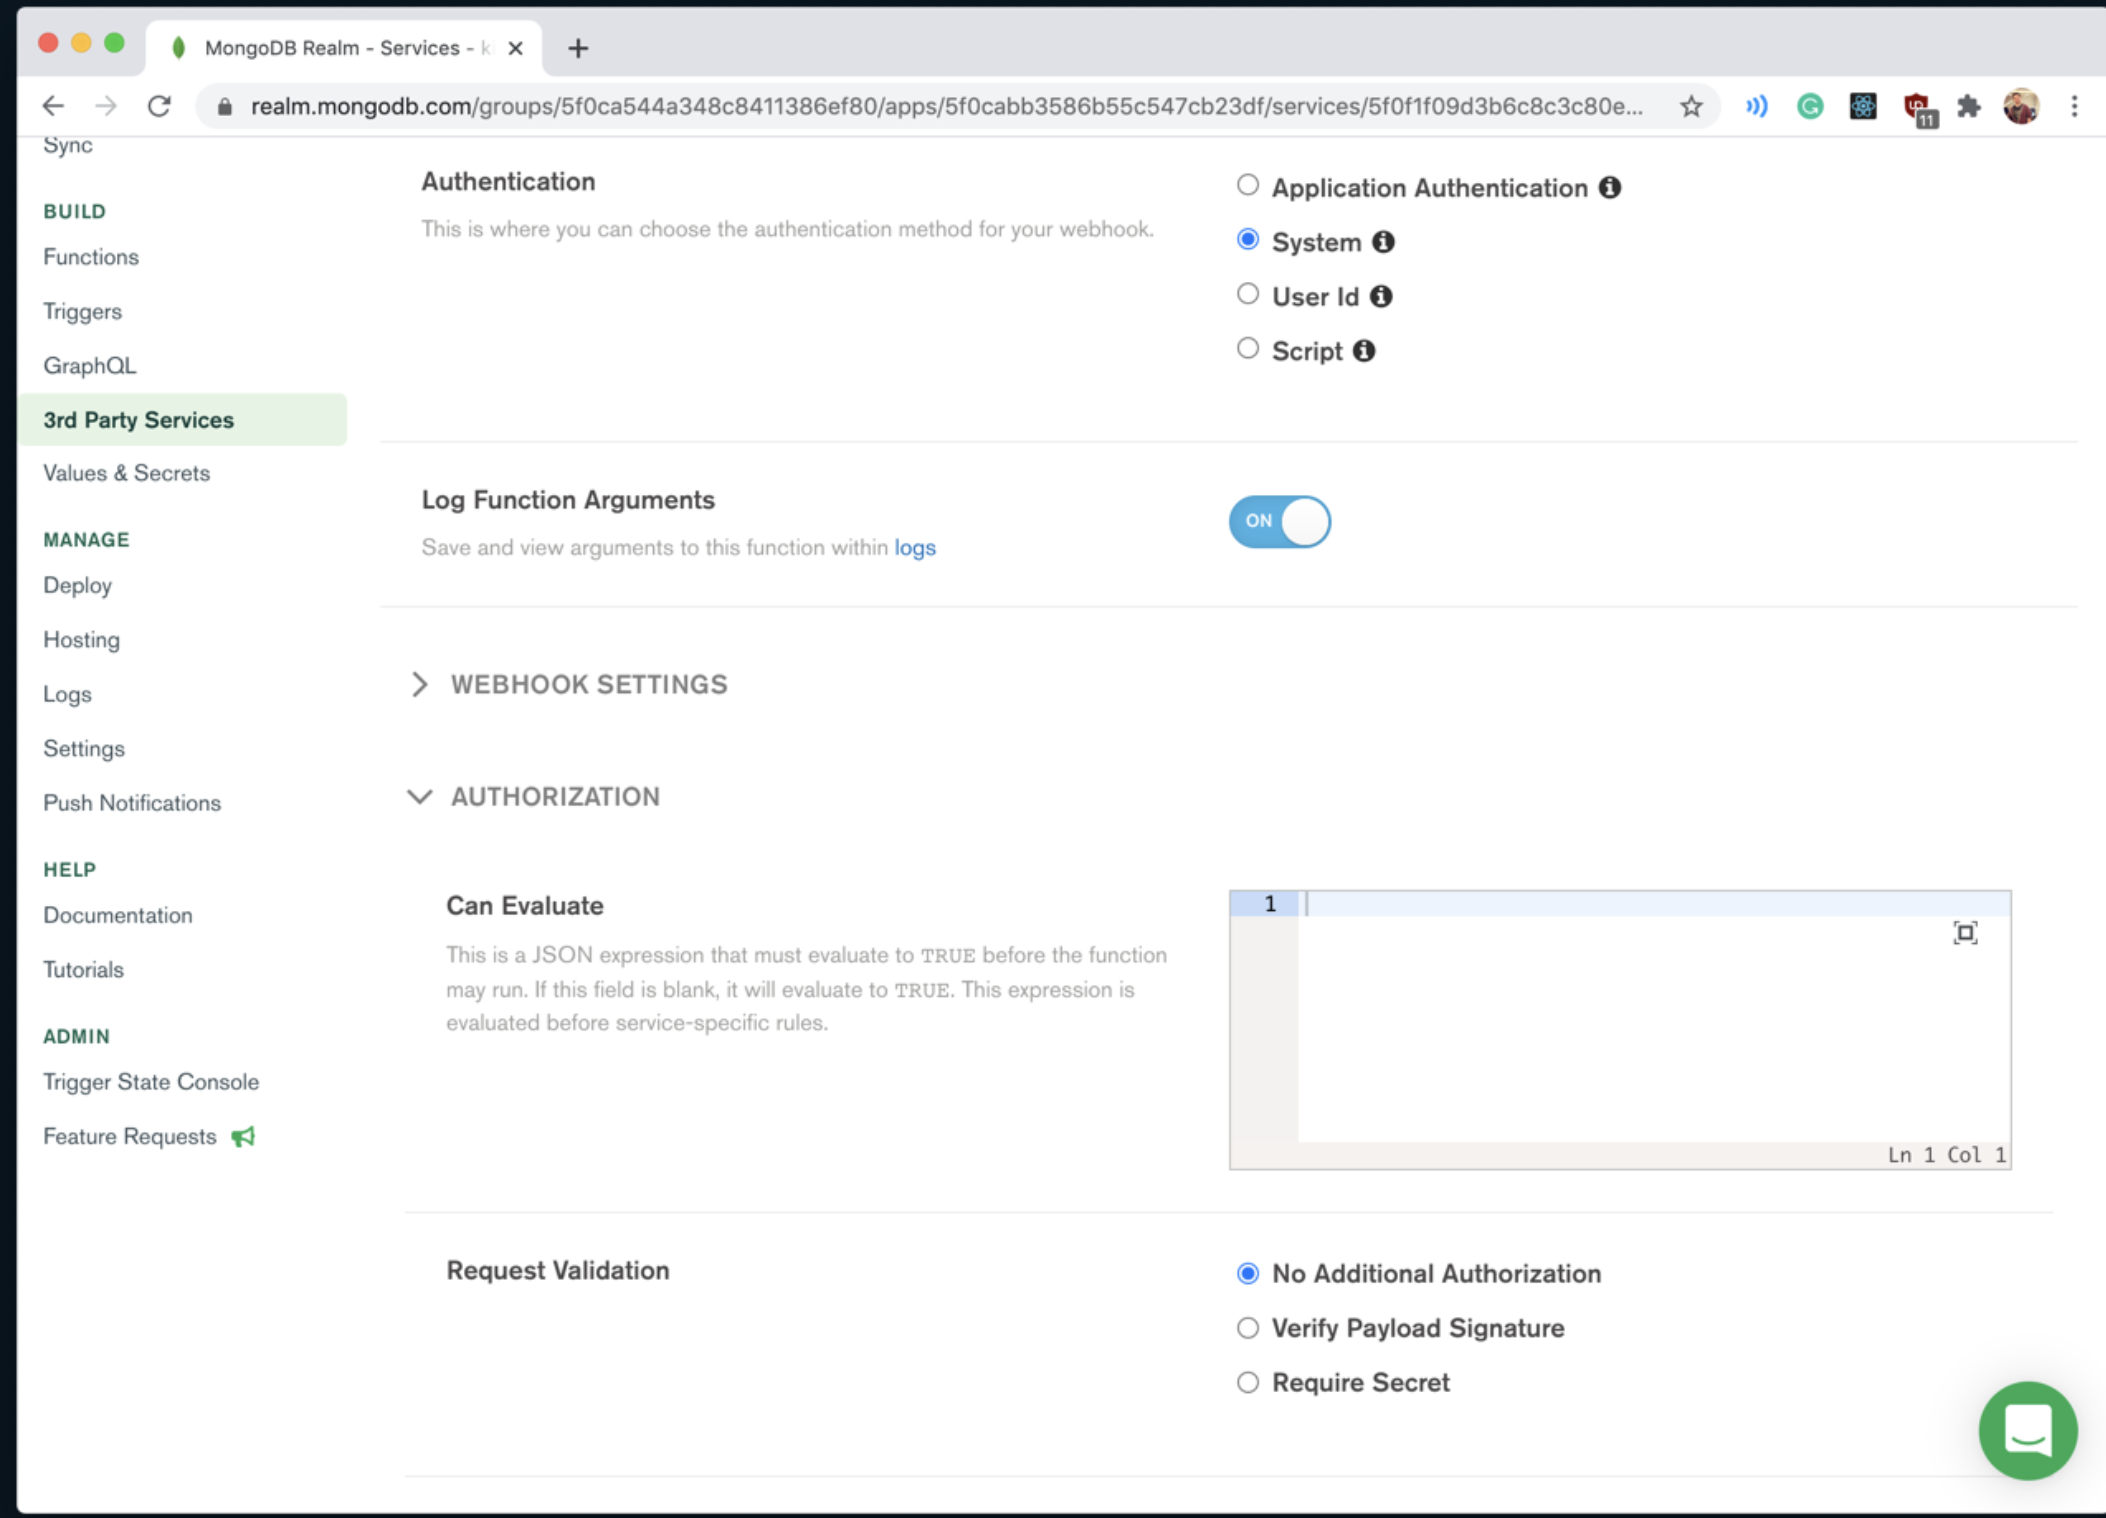 MongoDB Realm - Services - k
realm.mongodb.com/groups/5f0ca544a348c8411386ef80/apps/5f0cabb3586b55c547cb23df/services/5f0f1f09d3b6c8c3c80e...
11
Sync
BUILD
Functions
Triggers
GraphQL
3rd Party Services
Values & Secrets
MANAGE
Deploy
Hosting
Logs
Settings
Push Notifications
HELP
Documentation
Tutorials
ADMIN
Trigger State Console
Feature Requests
Authentication
This is where you can choose the authentication method for your webhook.
Application Authentication
System
User Id
Script
Log Function Arguments
Save and view arguments to this function within logs
ON
WEBHOOK SETTINGS
AUTHORIZATION
Can Evaluate
This is a JSON expression that must evaluate to TRUE before the function
may run. If this field is blank, it will evaluate to TRUE. This expression is
evaluated before service-specific rules.
1
Ln 1 Col 1
Request Validation
No Additional Authorization
Verify Payload Signature
Require Secret